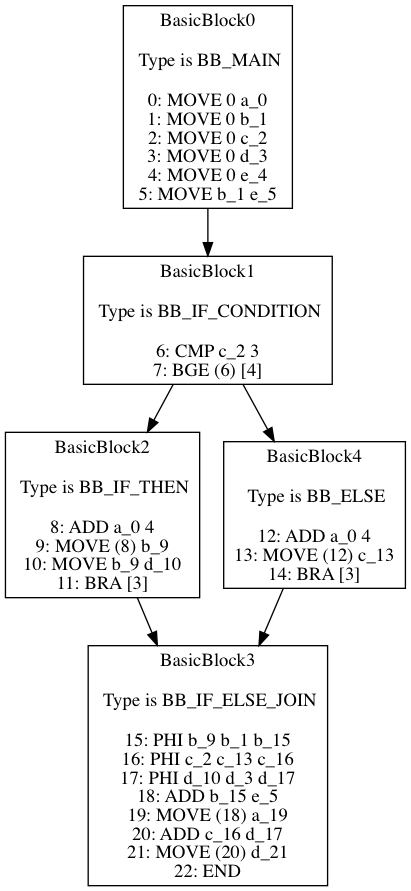 BasicBlock0
Type is BB_MAIN
0: MOVE 0 a_0
1: MOVE 0 b_1
2: MOVE 0 c_2
3: MOVE 0 d_3
4: MOVE 0 e_4
5: MOVE b_1 e_5
BasicBlock1
Type is BB_IF_CONDITION
6: CMP c_2 3
7: BGE (6) [4]
BasicBlock2
Type is BB_IF_THEN
8: ADD a_0 4
9: MOVE (8) b_9
10: MOVE b_9 d_10
11: BRA [3]
BasicBlock4
Type is BB_ELSE
12: ADD a_0 4
13: MOVE (12) c_13
14: BRA [3]
BasicBlock3
Type is BB_IF_ELSE_JOIN
15: PHI b_9 b_1 b_15
16: PHI c_2 c_13 c_16
17: PHI d_10 d_3 d_17
18: ADD b_15 e_5
19: MOVE (18) a_19
20: ADD c_16 d_17
21: MOVE (20) d_21
22: END